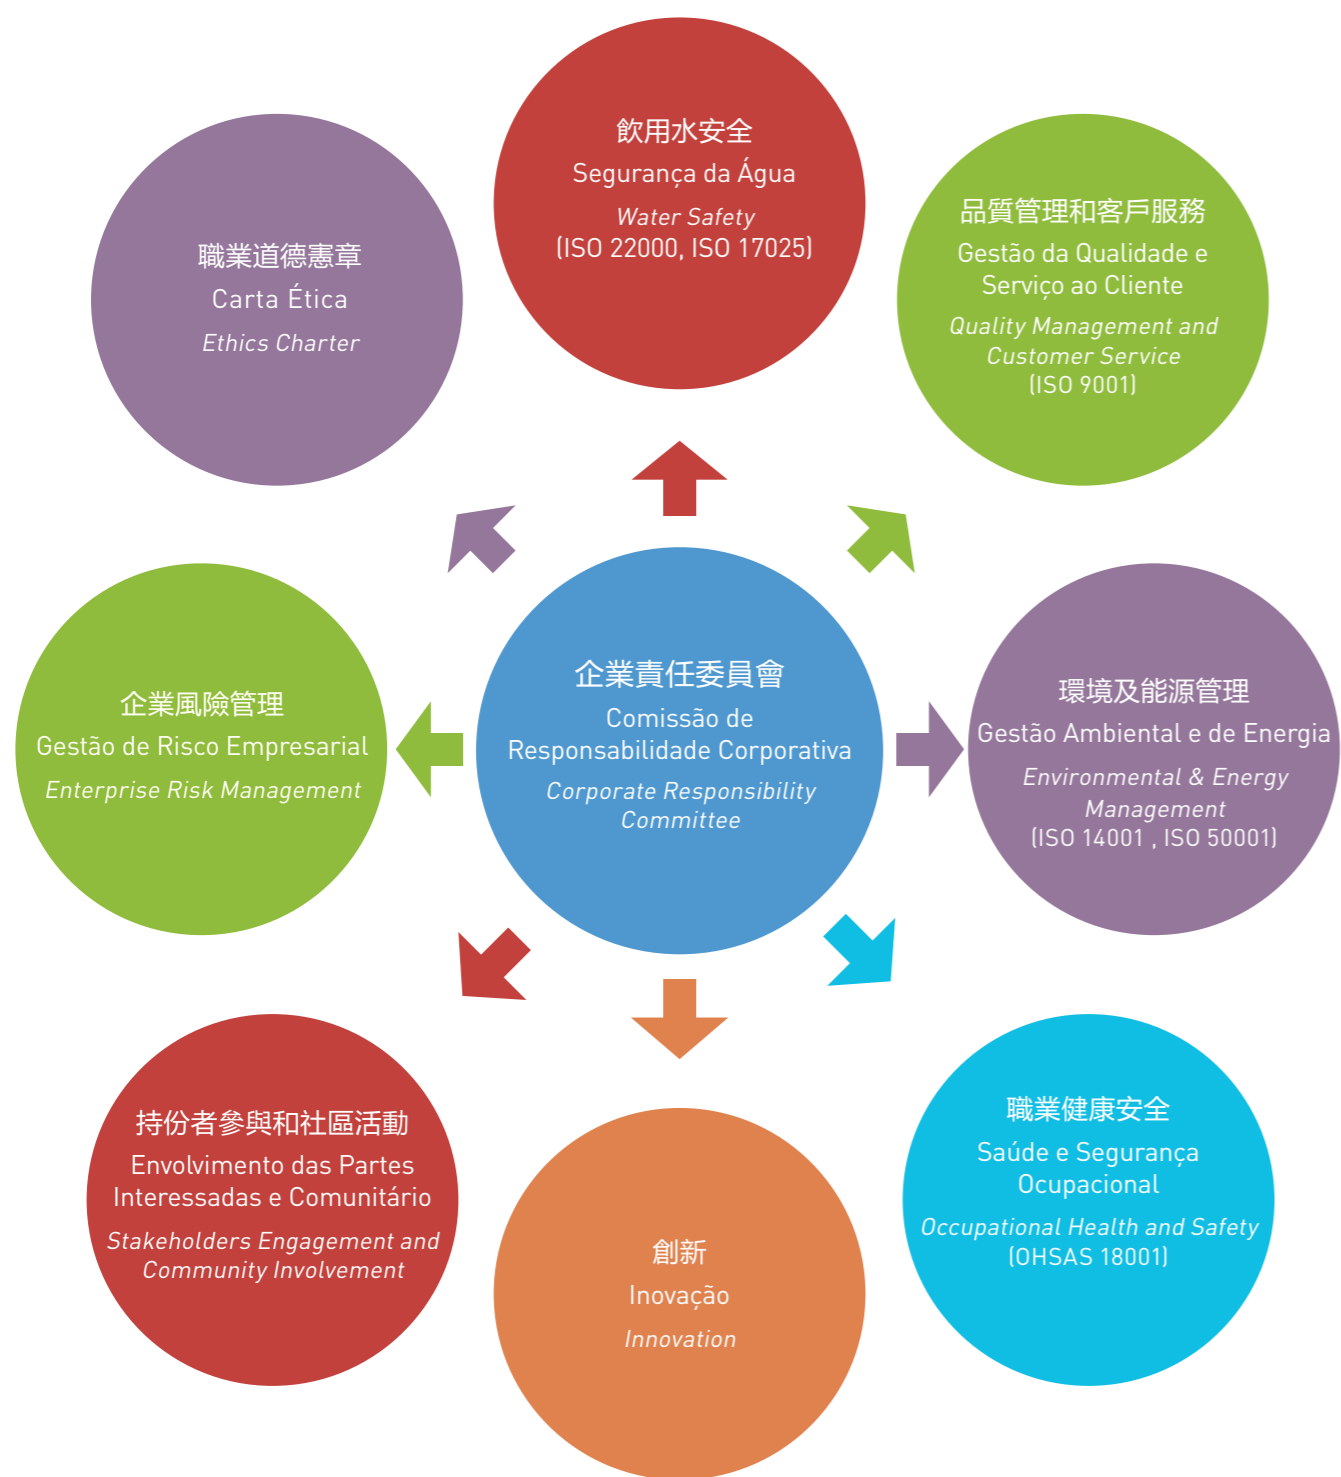 飲用水安全
Segurança da Água
Water Safety
(ISO 22000, ISO 17025)
職業道德憲章
Carta Ética
Ethics Charter
品質管理和客戶服務
Gestão da Qualidade e
Serviço ao Cliente
Quality Management and
Customer Service
(ISO 9001)
企業風險管理
Gestão de Risco Empresarial
Enterprise Risk Management
企業責任委員會
Comissão de
Responsabilidade Corporativa
Corporate Responsibility
Committee
環境及能源管理
Gestão Ambiental e de Energia
Environmental & Energy
Management
(ISO 14001 , ISO 50001)
持份者參與和社區活動
Envolvimento das Partes
Interessadas e Comunitário
Stakeholders Engagement and
Community Involvement
創新
Inovação
Innovation
職業健康安全
Saúde e Segurança
Ocupacional
Occupational Health and Safety
(OHSAS 18001)